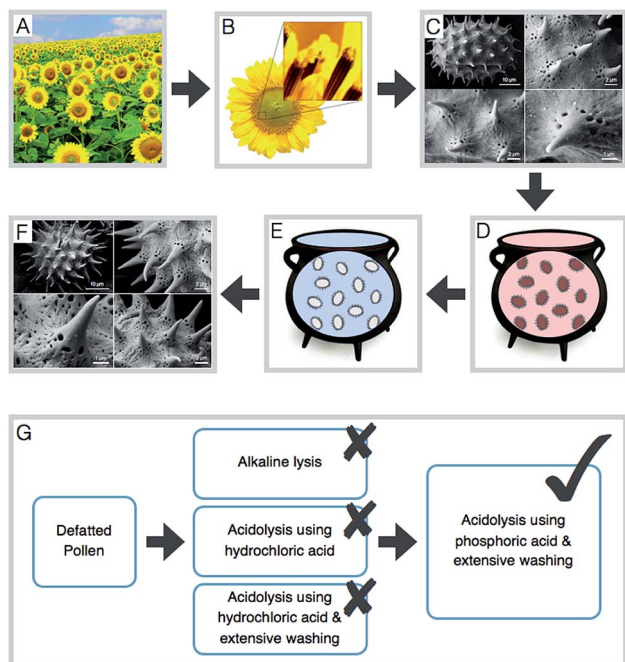 A
B
C
10 µm
2 µm
2 µm
1 µm
F
10 µm
2 µm
1 µm
2 µm
E
D
G
Defatted
Pollen
Alkaline lysis
Acidolysis using
hydrochloric acid
Acidolysis using
hydrochloric acid &
extensive washing
Acidolysis using
phosphoric acid &
extensive washing